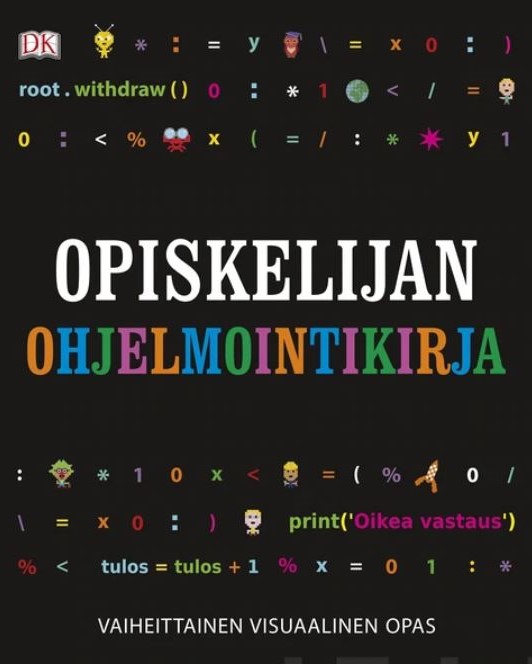 DK * : = y \ = x 0 : )
root.withdraw() 0 : * 1 < / =
0 : < % x ( = / : * y 1
OPISKELIJAN
OHJELMOINTIKIRJA
: * 1 0 x < = ( % 0 /
\ = x 0 : ) print('Oikea vastaus')
% < tulos = tulos + 1 % x = 0 1 : *
VAIHEITTAINEN VISUAALINEN OPAS